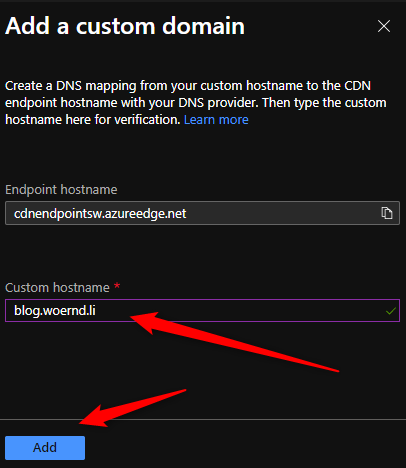 Add a custom domain
Create a DNS mapping from your custom hostname to the CDN
endpoint hostname with your DNS provider. Then type the custom
hostname here for verification. Learn more
Endpoint hostname
cdnendpointsw.azureedge.net
Custom hostname *
blog.woernd.li
Add